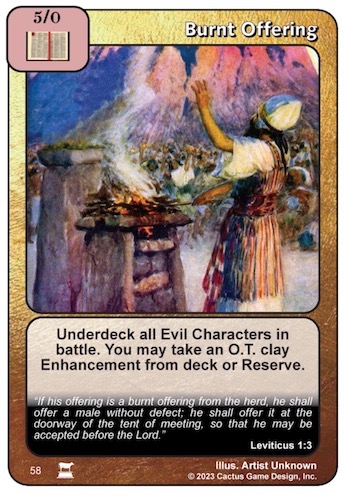 5/0
Burnt Offering
Underdeck all Evil Characters in
battle. You may take an O.T. clay
Enhancement from deck or Reserve.
"If his offering is a burnt offering from the herd, he shall
offer a male without defect; he shall offer it at the
doorway of the tent of meeting, so that he may be
accepted before the Lord."
Leviticus 1:3
58
Illus. Artist Unknown
© 2023 Cactus Game Design, Inc.